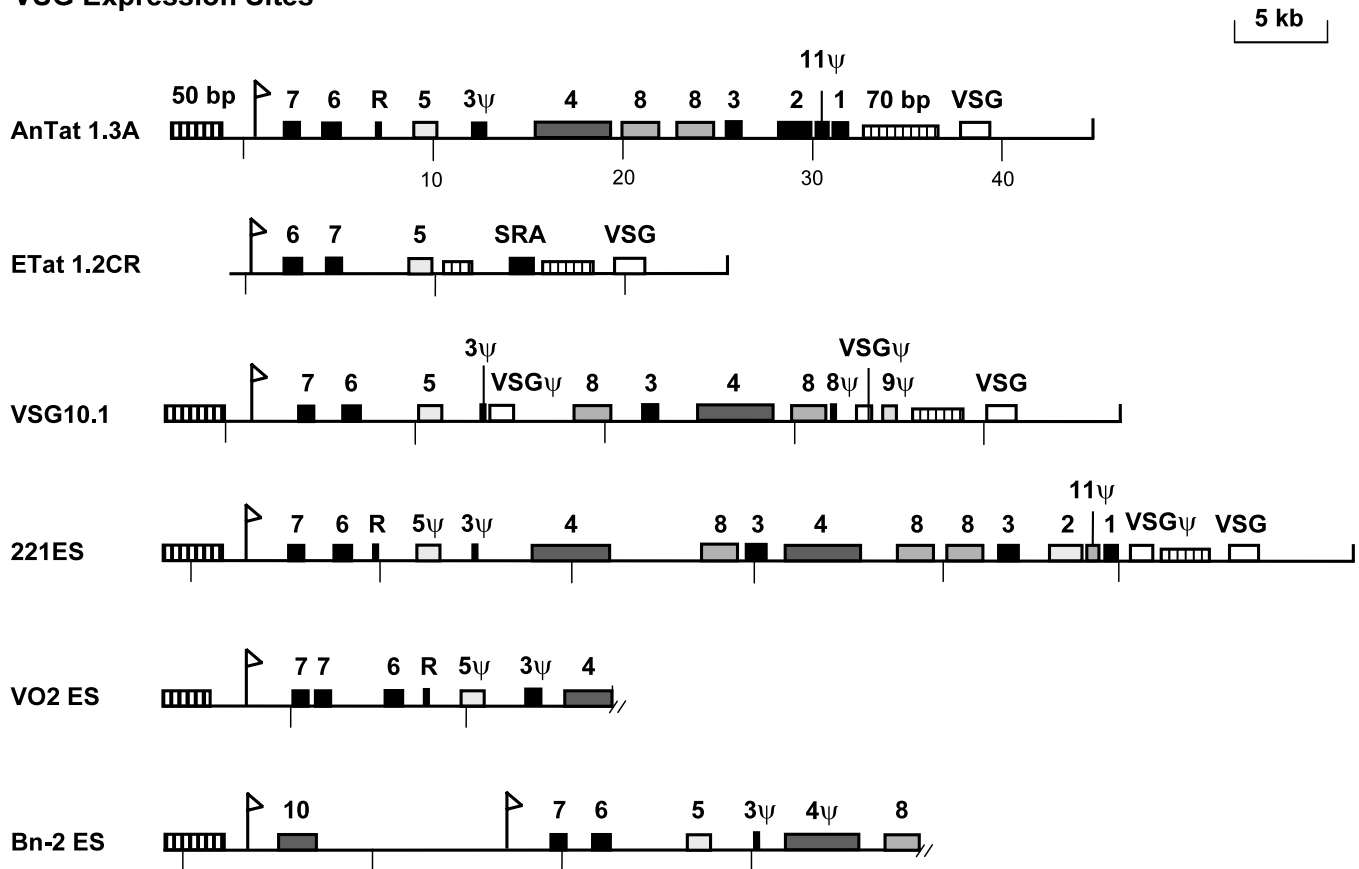 VSG Expression Sites
5 kb
11ψ
50 bp 7 6 R 5 3ψ 4 8 8 3 2 1 70 bp VSG
AnTat 1.3A
10 20 30 40
6 7 5 SRA VSG
ETat 1.2CR
3ψ VSGψ
7 6 5 VSGψ 8 3 4 8 8ψ 9ψ VSG
VSG10.1
11ψ
7 6 R 5ψ 3ψ 4 8 3 4 8 8 3 2 1 VSGψ VSG
221ES
7 7 6 R 5ψ 3ψ 4
VO2 ES
10 7 6 5 3ψ 4ψ 8
Bn-2 ES